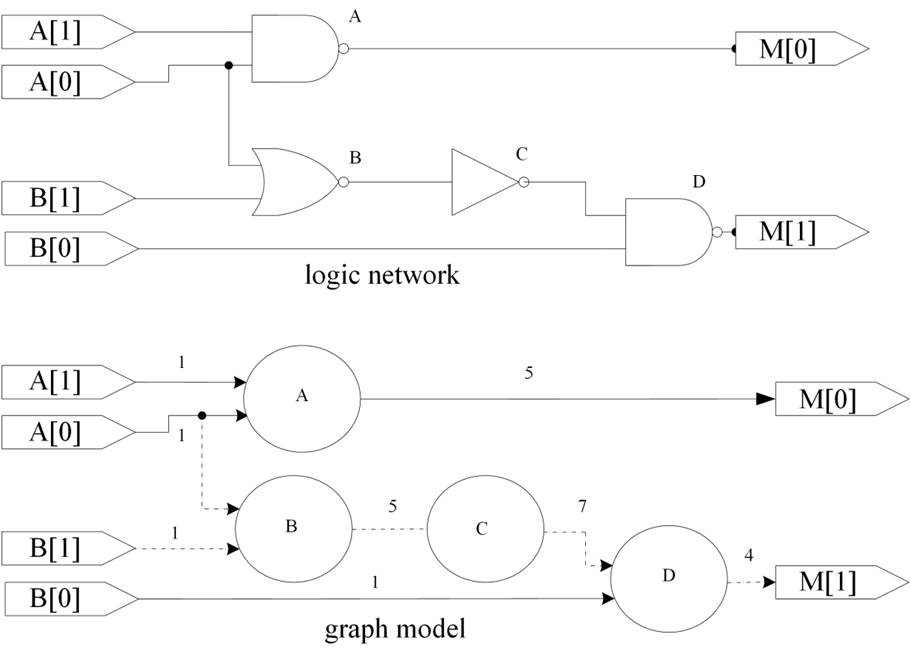 A
A[1]
M[0]
A[0]
B
C
D
B[1]
M[1]
B[0]
logic network
1
5
A[1]
A
M[0]
A[0]
1
5
7
1
B
C
4
B[1]
D
M[1]
1
B[0]
graph model